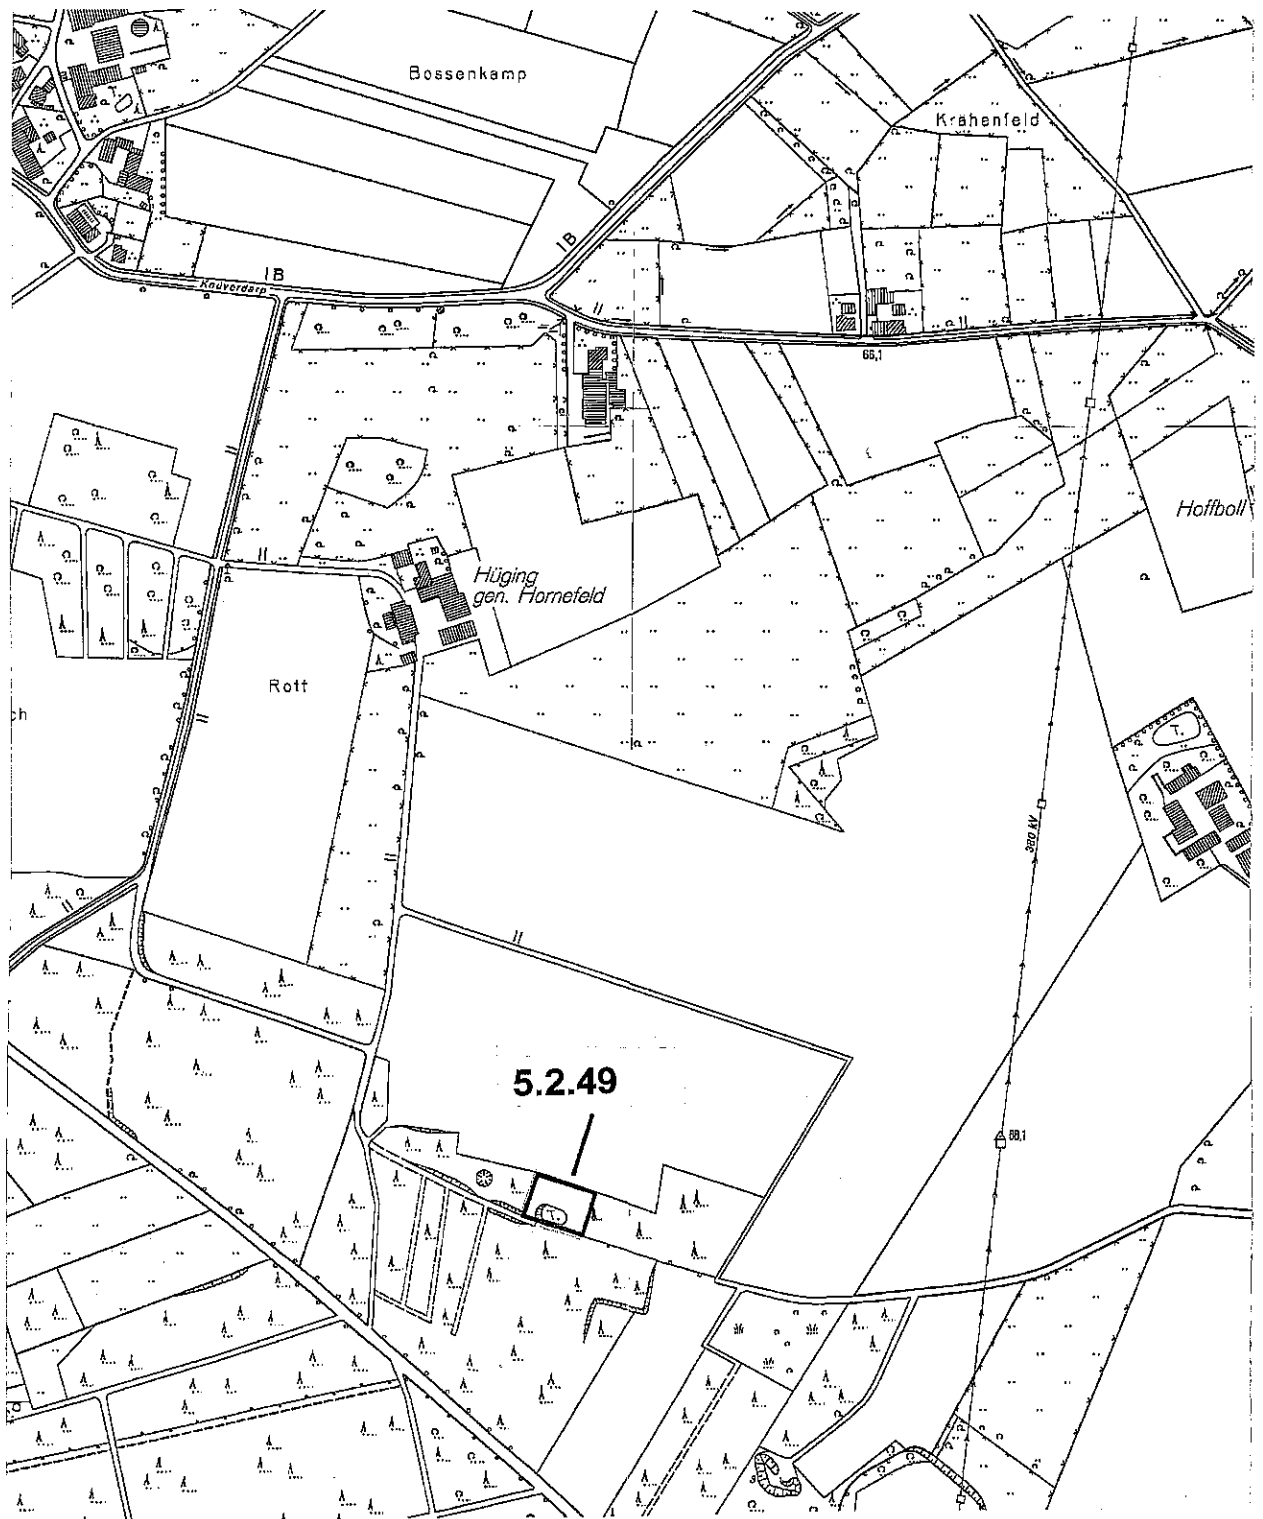 Bossenkamp
Krähenfeld
T.
IB
IB
Knüverdarp
66,1
Hoffboll
Hüging
gen. Hornefeld
Rott
ch
T.
380 kV
5.2.49
68,1
T.
S